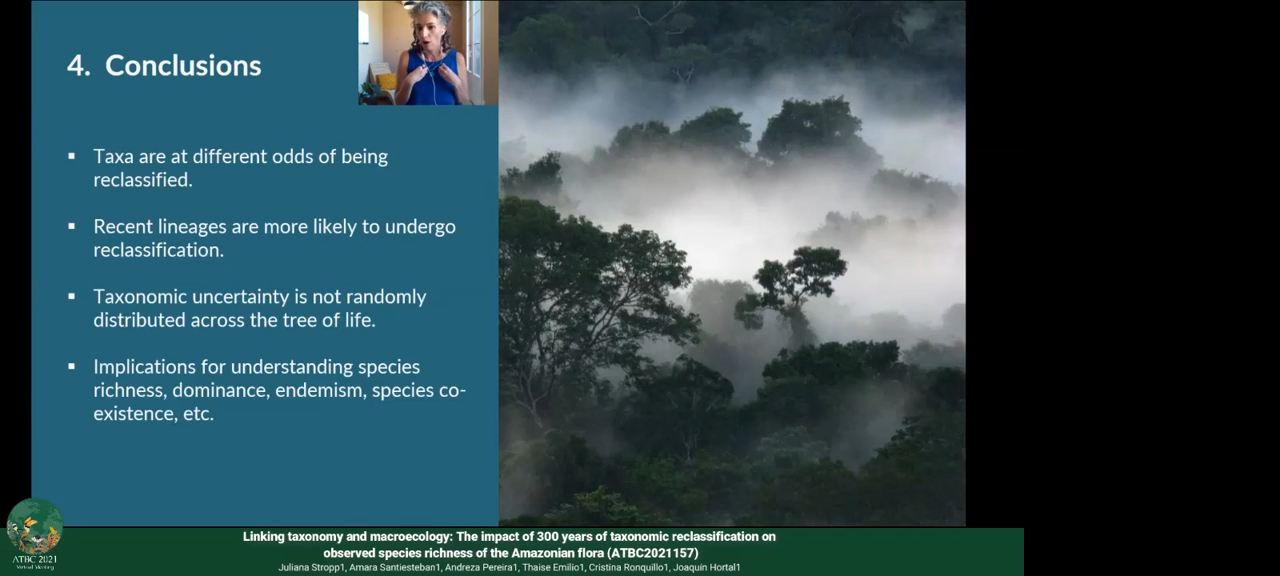 4. Conclusions
▪ Taxa are at different odds of being
reclassified.
▪ Recent lineages are more likely to undergo
reclassification.
▪ Taxonomic uncertainty is not randomly
distributed across the tree of life.
▪ Implications for understanding species
richness, dominance, endemism, species co-
existence, etc.
ATBC 2021
Virtual Meeting
Linking taxonomy and macroecology: The impact of 300 years of taxonomic reclassification on
observed species richness of the Amazonian flora (ATBC2021157)
Juliana Stropp1, Amara Santiesteban1, Andreza Pereira1, Thaise Emilio1, Cristina Ronquillo1, Joaquín Hortal1